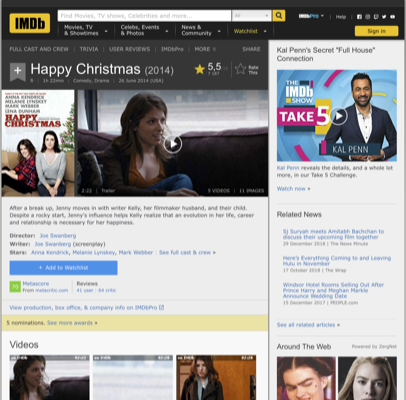 IMDb
Find Movies, TV shows, Celebrities and more...
All
IMDbPro
Help
Movies, TV
& Showtimes
Celebs, Events
& Photos
News &
Community
Watchlist
Sign in
FULL CAST AND CREW | TRIVIA | USER REVIEWS | IMDbPro | MORE
SHARE
Happy Christmas (2014)
R | 1h 22min | Comedy, Drama | 26 June 2014 (USA)
5,5
Rate
This
ANNA KENDRICK
MELANIE LYNSKEY
MARK WEBBER
LENA DUNHAM
HAPPY
CHRISTMAS
2:22 | Trailer
5 VIDEOS | 11 IMAGES
After a break up, Jenny moves in with writer Kelly, her filmmaker husband, and their child.
Despite a rocky start, Jenny's influence helps Kelly realize that an evolution in her life, career
and relationship is necessary for her happiness.
Director: Joe Swanberg
Writer: Joe Swanberg (screenplay)
Stars: Anna Kendrick, Melanie Lynskey, Mark Webber | See full cast & crew »
+ Add to Watchlist
Metascore
From metacritic.com
Reviews
41 user | 64 critic
View production, box office, & company info on IMDbPro
5 nominations. See more awards »
Videos
Kal Penn's Secret "Full House"
Connection
THE
IMDb
SHOW
TAKE 5
KAL PENN
Kal Penn reveals the details, and a whole lot
more, in our Take 5 Challenge.
Watch now »
Related News
SJ Suryah meets Amitabh Bachchan to
discuss their upcoming film together
29 December 2018 | The News Minute
Here's Everything Coming to and Leaving
Hulu in November
17 October 2018 | The Wrap
Windsor Hotel Rooms Selling Out After
Prince Harry and Meghan Markle
Announce Wedding Date
15 December 2017 | PEOPLE.com
See all related articles »
Around The Web
Powered by ZergNet